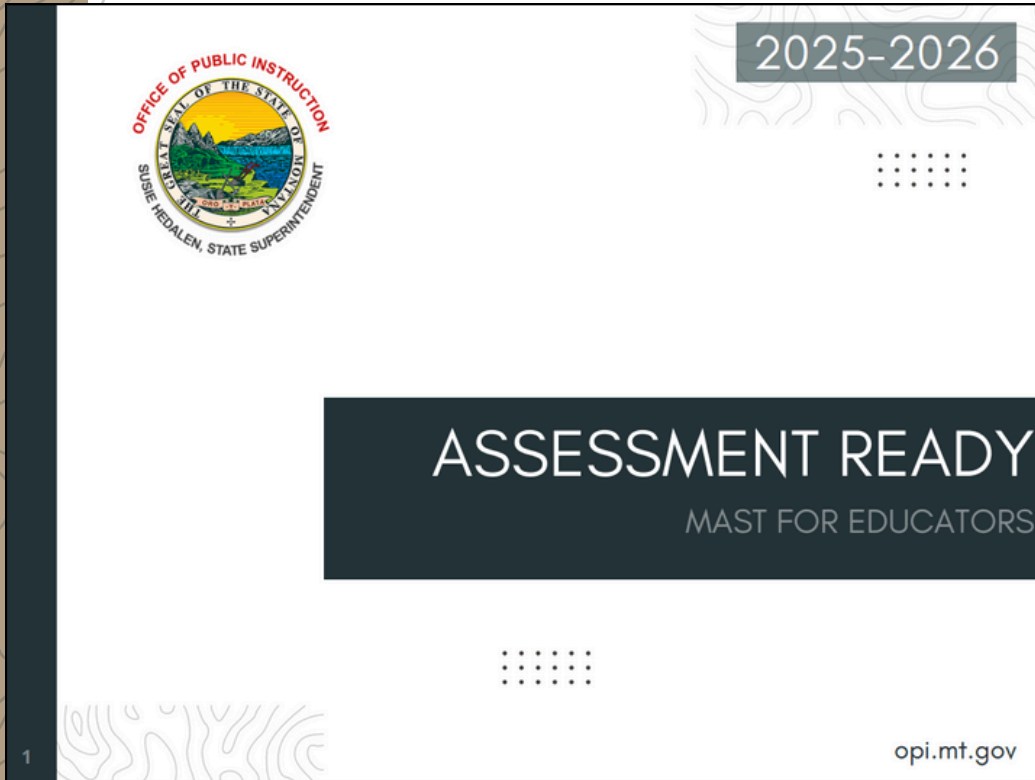 2025-2026
OFFICE OF PUBLIC INSTRUCTION
THE GREAT SEAL OF THE STATE OF MONTANA
ORO Y PLATA
SUSIE HEDALEN, STATE SUPERINTENDENT
ASSESSMENT READY
MAST FOR EDUCATORS
1
opi.mt.gov